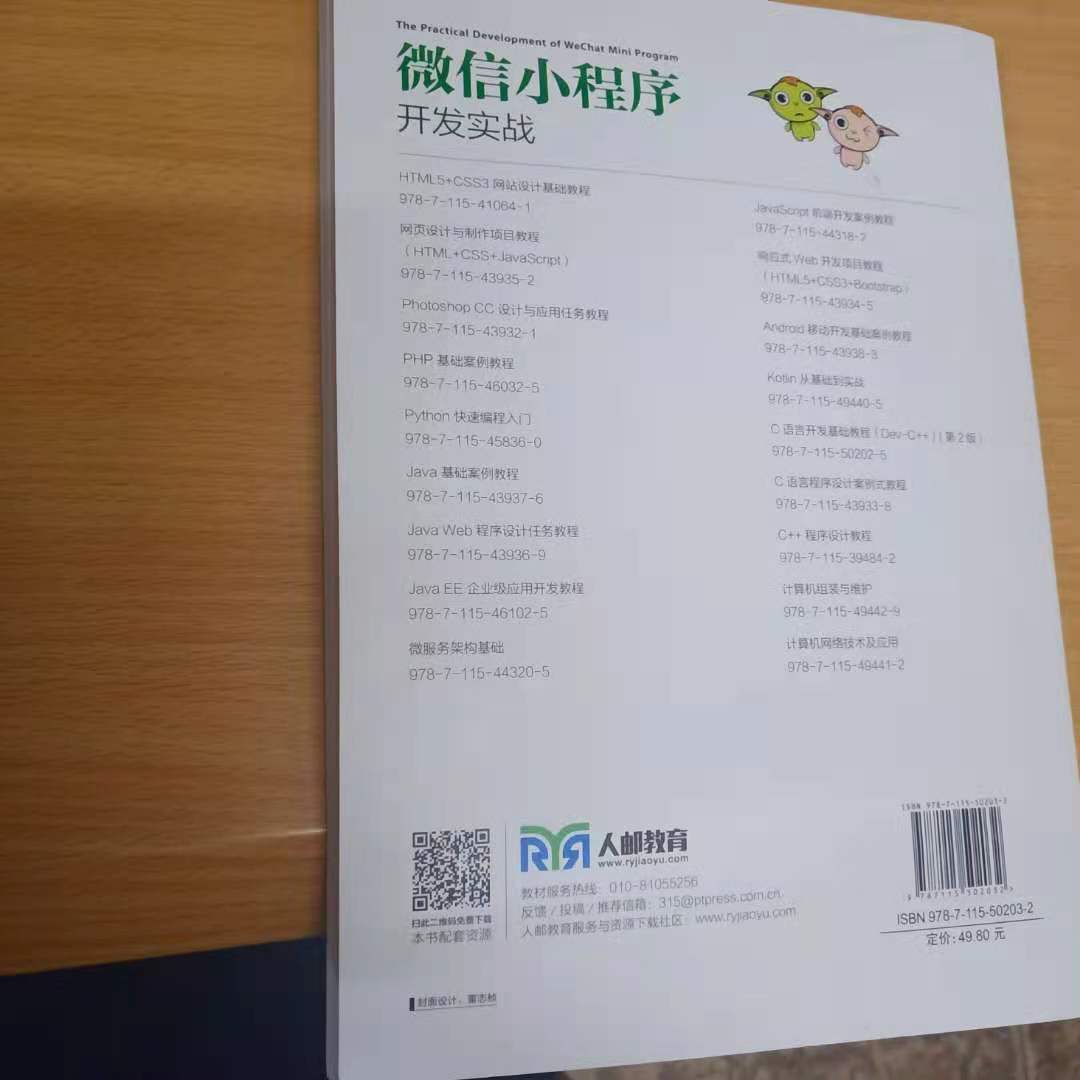 The Practical Development of WeChat Mini Program
微信小程序
开发实战
HTML5+CSS3 网站设计基础教程
978-7-115-41064-1
网页设计与制作项目教程
（HTML+CSS+JavaScript）
978-7-115-43935-2
Photoshop CC 设计与应用任务教程
978-7-115-43932-1
PHP 基础案例教程
978-7-115-46032-5
Python 快速编程入门
978-7-115-45836-0
Java 基础案例教程
978-7-115-43937-6
Java Web 程序设计任务教程
978-7-115-43936-9
Java EE 企业级应用开发教程
978-7-115-46102-5
微服务架构基础
978-7-115-44320-5
JavaScript 前端开发案例教程
978-7-115-44318-2
响应式 Web 开发项目教程
（HTML5+CSS3+Bootstrap）
978-7-115-43934-5
Android 移动开发基础案例教程
978-7-115-43938-3
Kotlin 从基础到实战
978-7-115-49440-5
C 语言开发基础教程（Dev-C++）（第 2 版）
978-7-115-50202-5
C 语言程序设计案例式教程
978-7-115-43933-8
C++ 程序设计教程
978-7-115-39484-2
计算机组装与维护
978-7-115-49442-9
计算机网络技术及应用
978-7-115-49441-2
扫此二维码免费下载
本书配套资源
RYJ 人邮教育
www.ryjiaoyu.com
教材服务热线：010-81055256
反馈 / 投稿 / 推荐信箱：315@ptpress.com.cn
人邮教育服务与资源下载社区：www.ryjiaoyu.com
ISBN 978-7-115-50203-2
9 787115 502032 >
ISBN 978-7-115-50203-2
定价：49.80 元
封面设计：董志桢